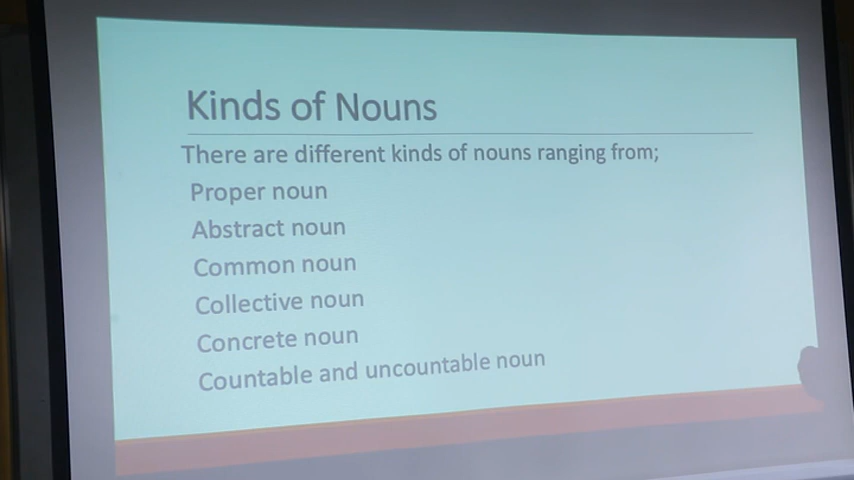 Kinds of Nouns
There are different kinds of nouns ranging from;
Proper noun
Abstract noun
Common noun
Collective noun
Concrete noun
Countable and uncountable noun